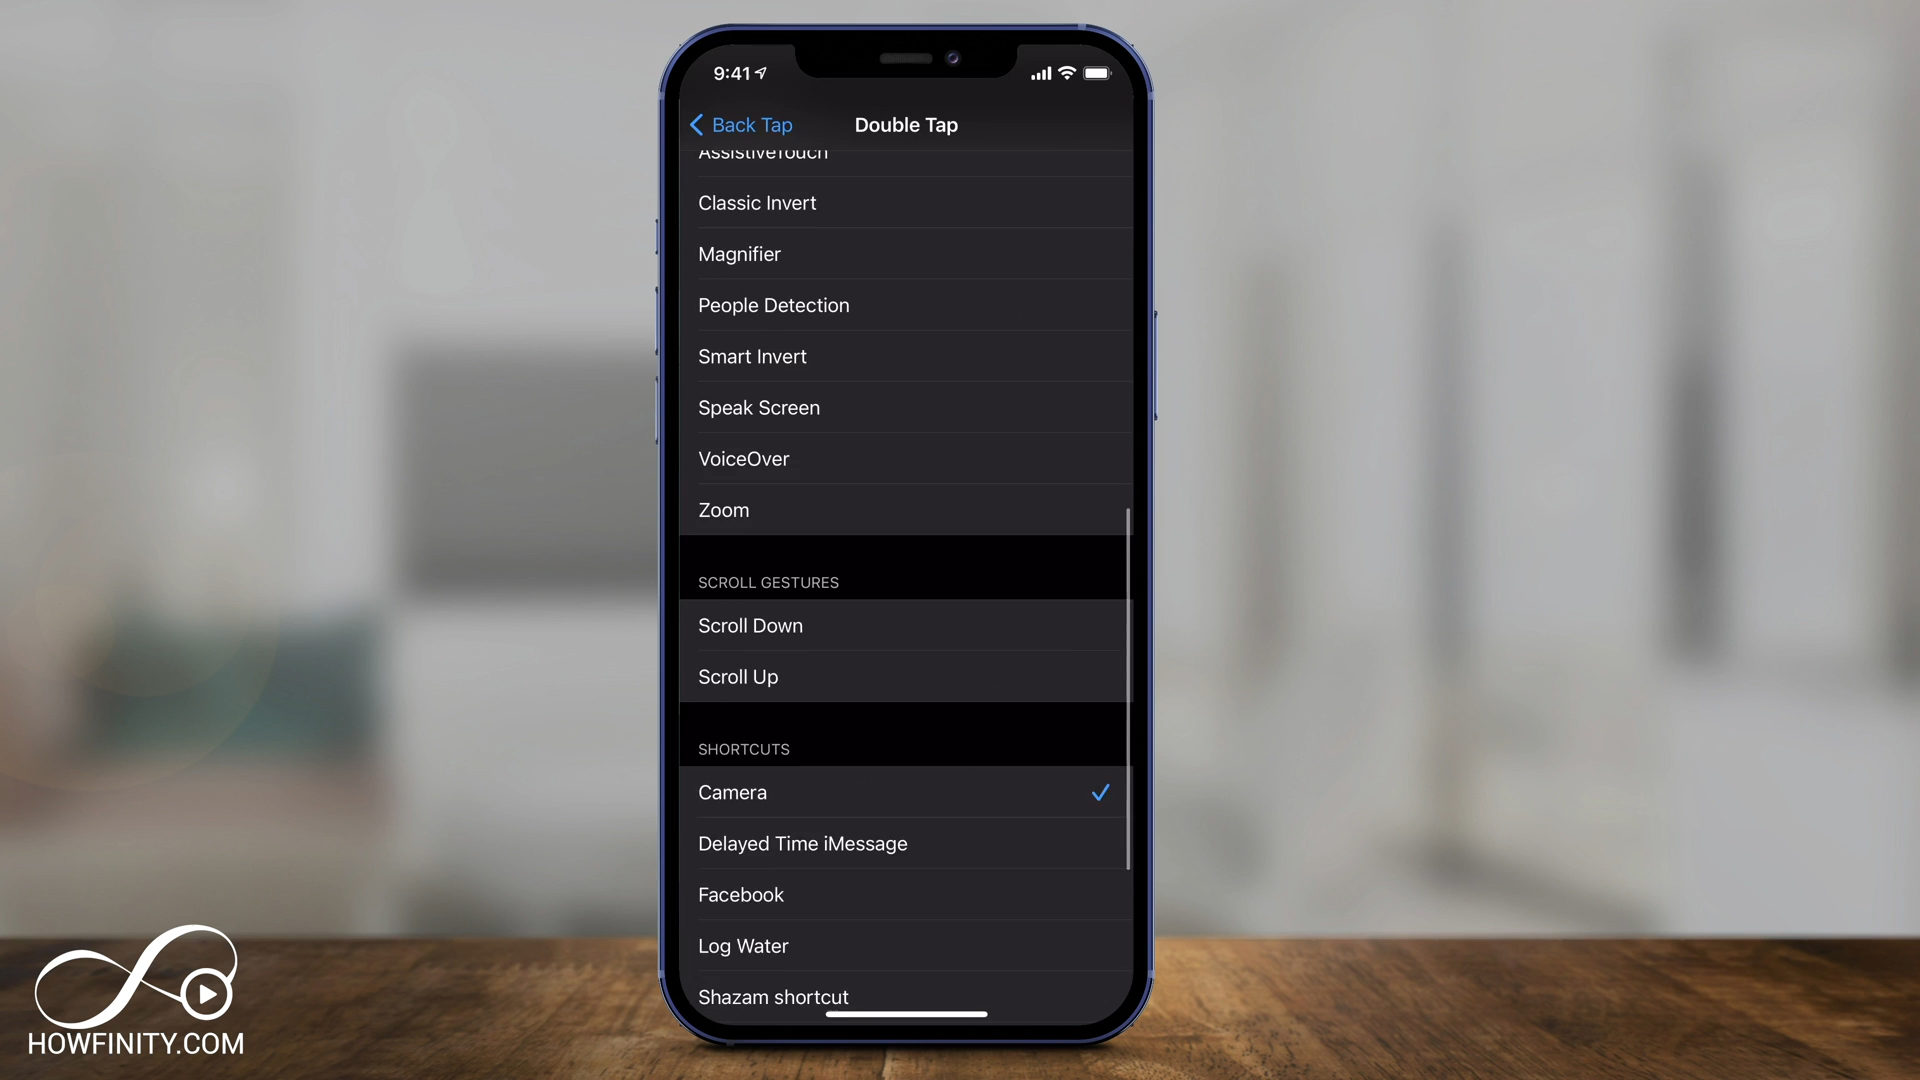 9:41
Back Tap
Double Tap
AssistiveTouch
Classic Invert
Magnifier
People Detection
Smart Invert
Speak Screen
VoiceOver
Zoom
SCROLL GESTURES
Scroll Down
Scroll Up
SHORTCUTS
Camera
Delayed Time iMessage
Facebook
Log Water
Shazam shortcut
HOWFINITY.COM